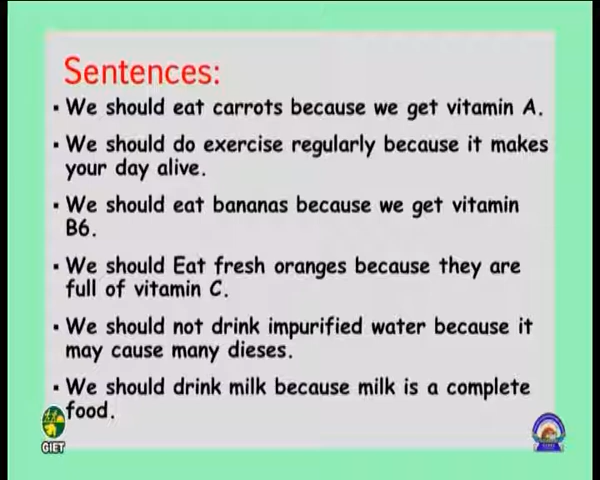 Sentences:
▪ We should eat carrots because we get vitamin A.
▪ We should do exercise regularly because it makes
your day alive.
▪ We should eat bananas because we get vitamin
B6.
▪ We should Eat fresh oranges because they are
full of vitamin C.
▪ We should not drink impurified water because it
may cause many dieses.
▪ We should drink milk because milk is a complete
food.
GIET